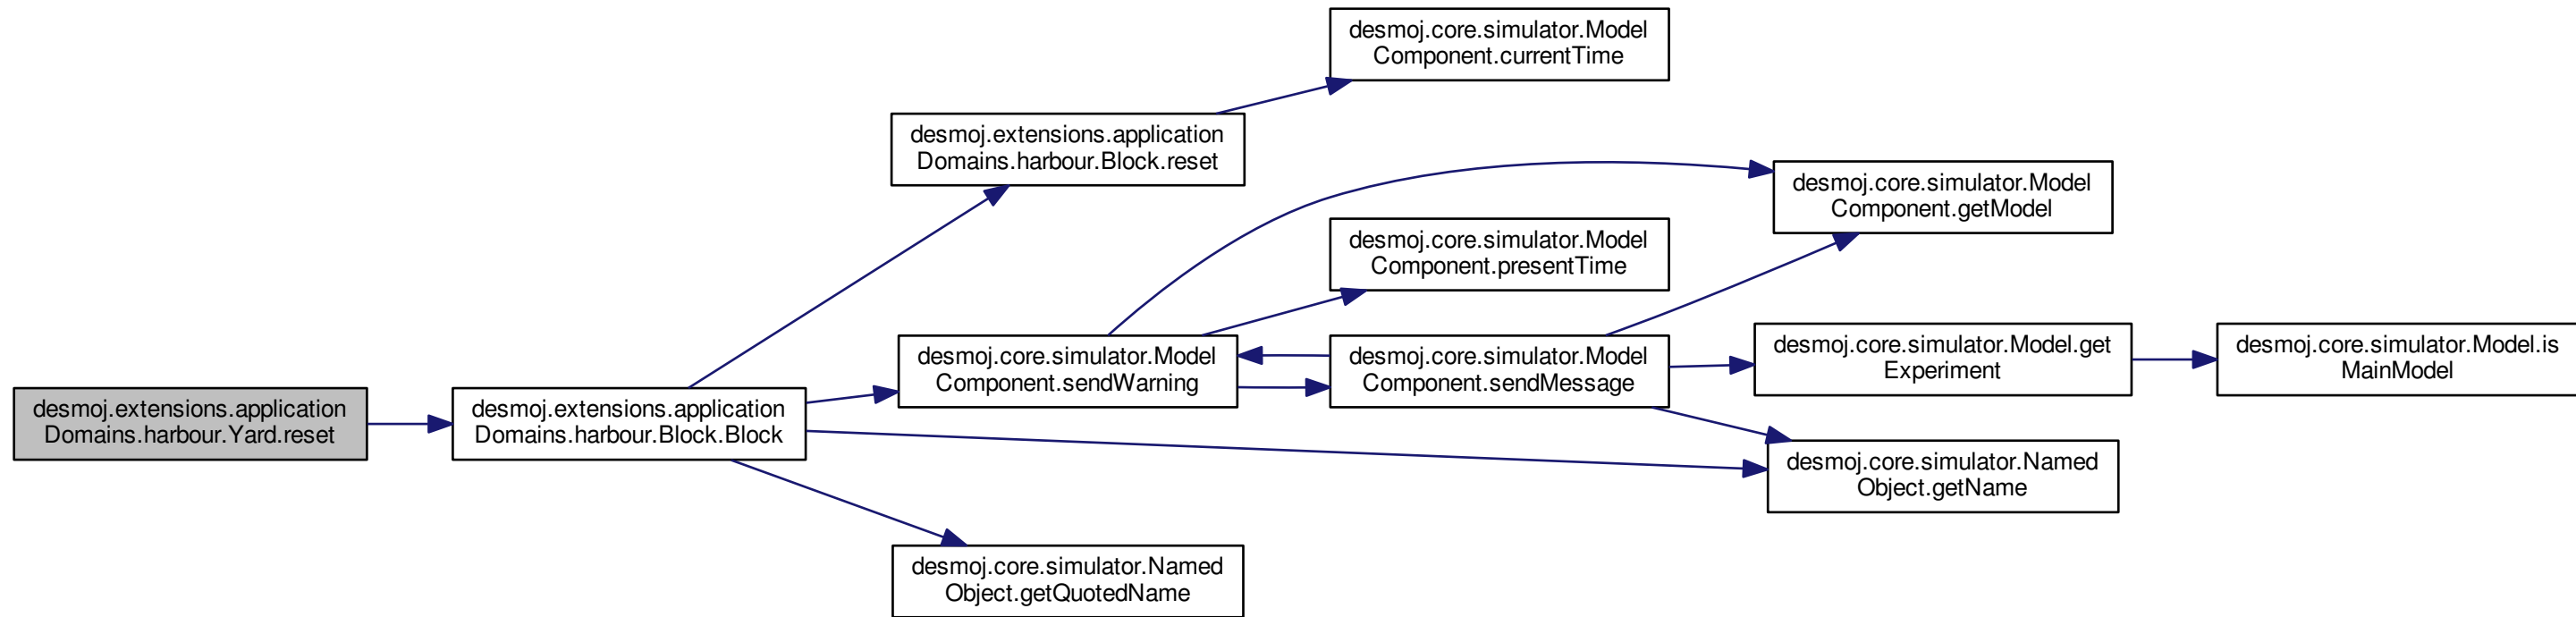 desmoj.extensions.application
Domains.harbour.Yard.reset
desmoj.extensions.application
Domains.harbour.Block.Block
desmoj.extensions.application
Domains.harbour.Block.reset
desmoj.core.simulator.Model
Component.currentTime
desmoj.core.simulator.Model
Component.sendWarning
desmoj.core.simulator.Model
Component.getModel
desmoj.core.simulator.Model
Component.presentTime
desmoj.core.simulator.Model
Component.sendMessage
desmoj.core.simulator.Model.get
Experiment
desmoj.core.simulator.Model.is
MainModel
desmoj.core.simulator.Named
Object.getName
desmoj.core.simulator.Named
Object.getQuotedName